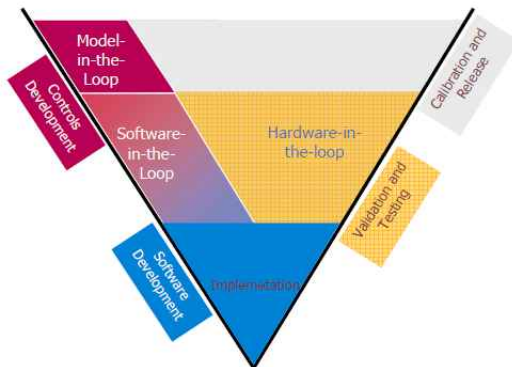 Model-
in-the-
Loop
Software-
in-the-
Loop
Hardware-in-
the-loop
Implemetation
Controls
Development
Software
Development
Calibration and
Release
Validation and
Testing